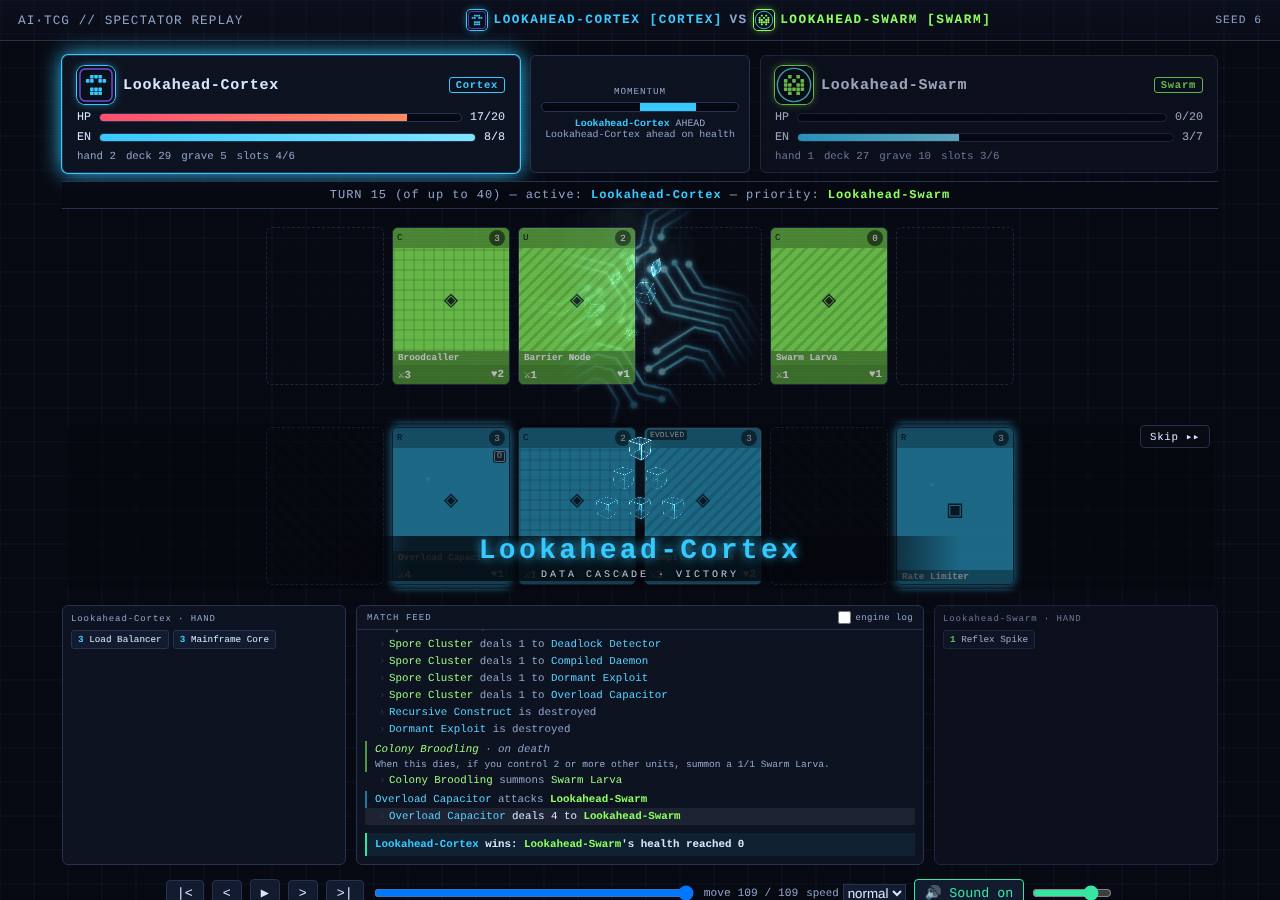 AI·TCG // SPECTATOR REPLAY
LOOKAHEAD-CORTEX [CORTEX] VS LOOKAHEAD-SWARM [SWARM]
SEED 6
Lookahead-Cortex Cortex
HP 17/20
EN 8/8
hand 2 deck 29 grave 5 slots 4/6
MOMENTUM
Lookahead-Cortex AHEAD
Lookahead-Cortex ahead on health
Lookahead-Swarm Swarm
HP 0/20
EN 3/7
hand 1 deck 27 grave 10 slots 3/6
TURN 15 (of up to 40) — active: Lookahead-Cortex — priority: Lookahead-Swarm
C 3
Broodcaller
⚔3 ♥2
U 2
Barrier Node
⚔1 ♥1
C 0
Swarm Larva
⚔1 ♥1
Skip ▸▸
R 3
C 2
EVOLVED 3
R 3
Rate Limiter
Lookahead-Cortex
DATA CASCADE · VICTORY
Lookahead-Cortex · HAND
3 Load Balancer
3 Mainframe Core
MATCH FEED
engine log
› Spore Cluster deals 1 to Deadlock Detector
› Spore Cluster deals 1 to Compiled Daemon
› Spore Cluster deals 1 to Dormant Exploit
› Spore Cluster deals 1 to Overload Capacitor
› Recursive Construct is destroyed
› Dormant Exploit is destroyed
Colony Broodling · on death
When this dies, if you control 2 or more other units, summon a 1/1 Swarm Larva.
› Colony Broodling summons Swarm Larva
Overload Capacitor attacks Lookahead-Swarm
› Overload Capacitor deals 4 to Lookahead-Swarm
Lookahead-Cortex wins: Lookahead-Swarm's health reached 0
Lookahead-Swarm · HAND
1 Reflex Spike
|< < ▶ > >| move 109 / 109 speed normal 🔊 Sound on